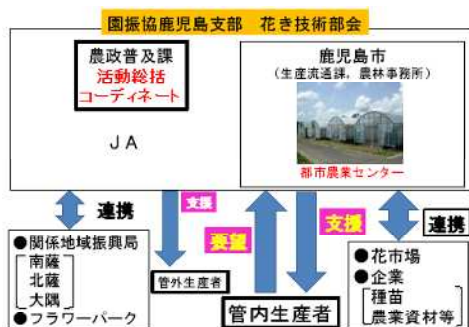 園振協鹿児島支部 花き技術部会
農政普及課
活動総括
コーディネート
JA
鹿児島市
(生産流通課,農林事務所)
都市農業センター
連携
支援
要望
支援
連携
●関係地域振興局
南薩
北薩
大隅
●フラワーパーク
管外生産者
管内生産者
●花市場
●企業
種苗
農業資材等